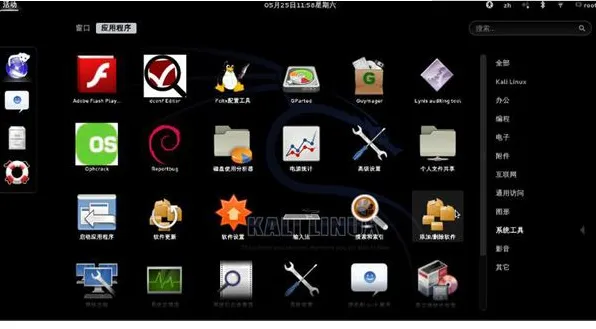 活动
05月25日11:58星期六
zh
root
窗口
应用程序
搜索..
Adobe Flash Play...
dconf Editor
Fcitx配置工具
GParted
Guymager
Lynis auditing tool
Ophcrack
Reportbug
磁盘使用分析器
电源统计
高级设置
个人文件共享
启动应用程序
软件更新
软件设置
输入法
搜索和索引
添加/删除软件
KALI LINUX
全部
Kali Linux
办公
编程
电子
附件
互联网
通用访问
图形
系统工具
影音
其它